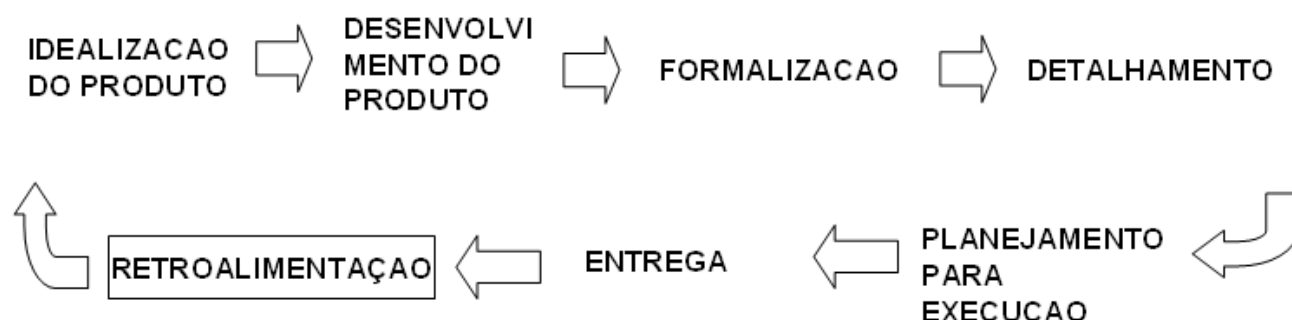 IDEALIZACAO
DO PRODUTO
DESENVOLVI
MENTO DO
PRODUTO
FORMALIZACAO
DETALHAMENTO
PLANEJAMENTO
PARA
EXECUCAO
ENTREGA
RETROALIMENTAÇAO